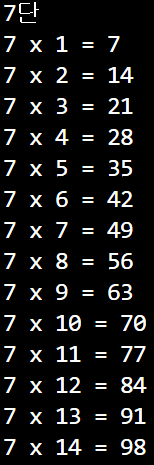 7단
7 x 1 = 7
7 x 2 = 14
7 x 3 = 21
7 x 4 = 28
7 x 5 = 35
7 x 6 = 42
7 x 7 = 49
7 x 8 = 56
7 x 9 = 63
7 x 10 = 70
7 x 11 = 77
7 x 12 = 84
7 x 13 = 91
7 x 14 = 98